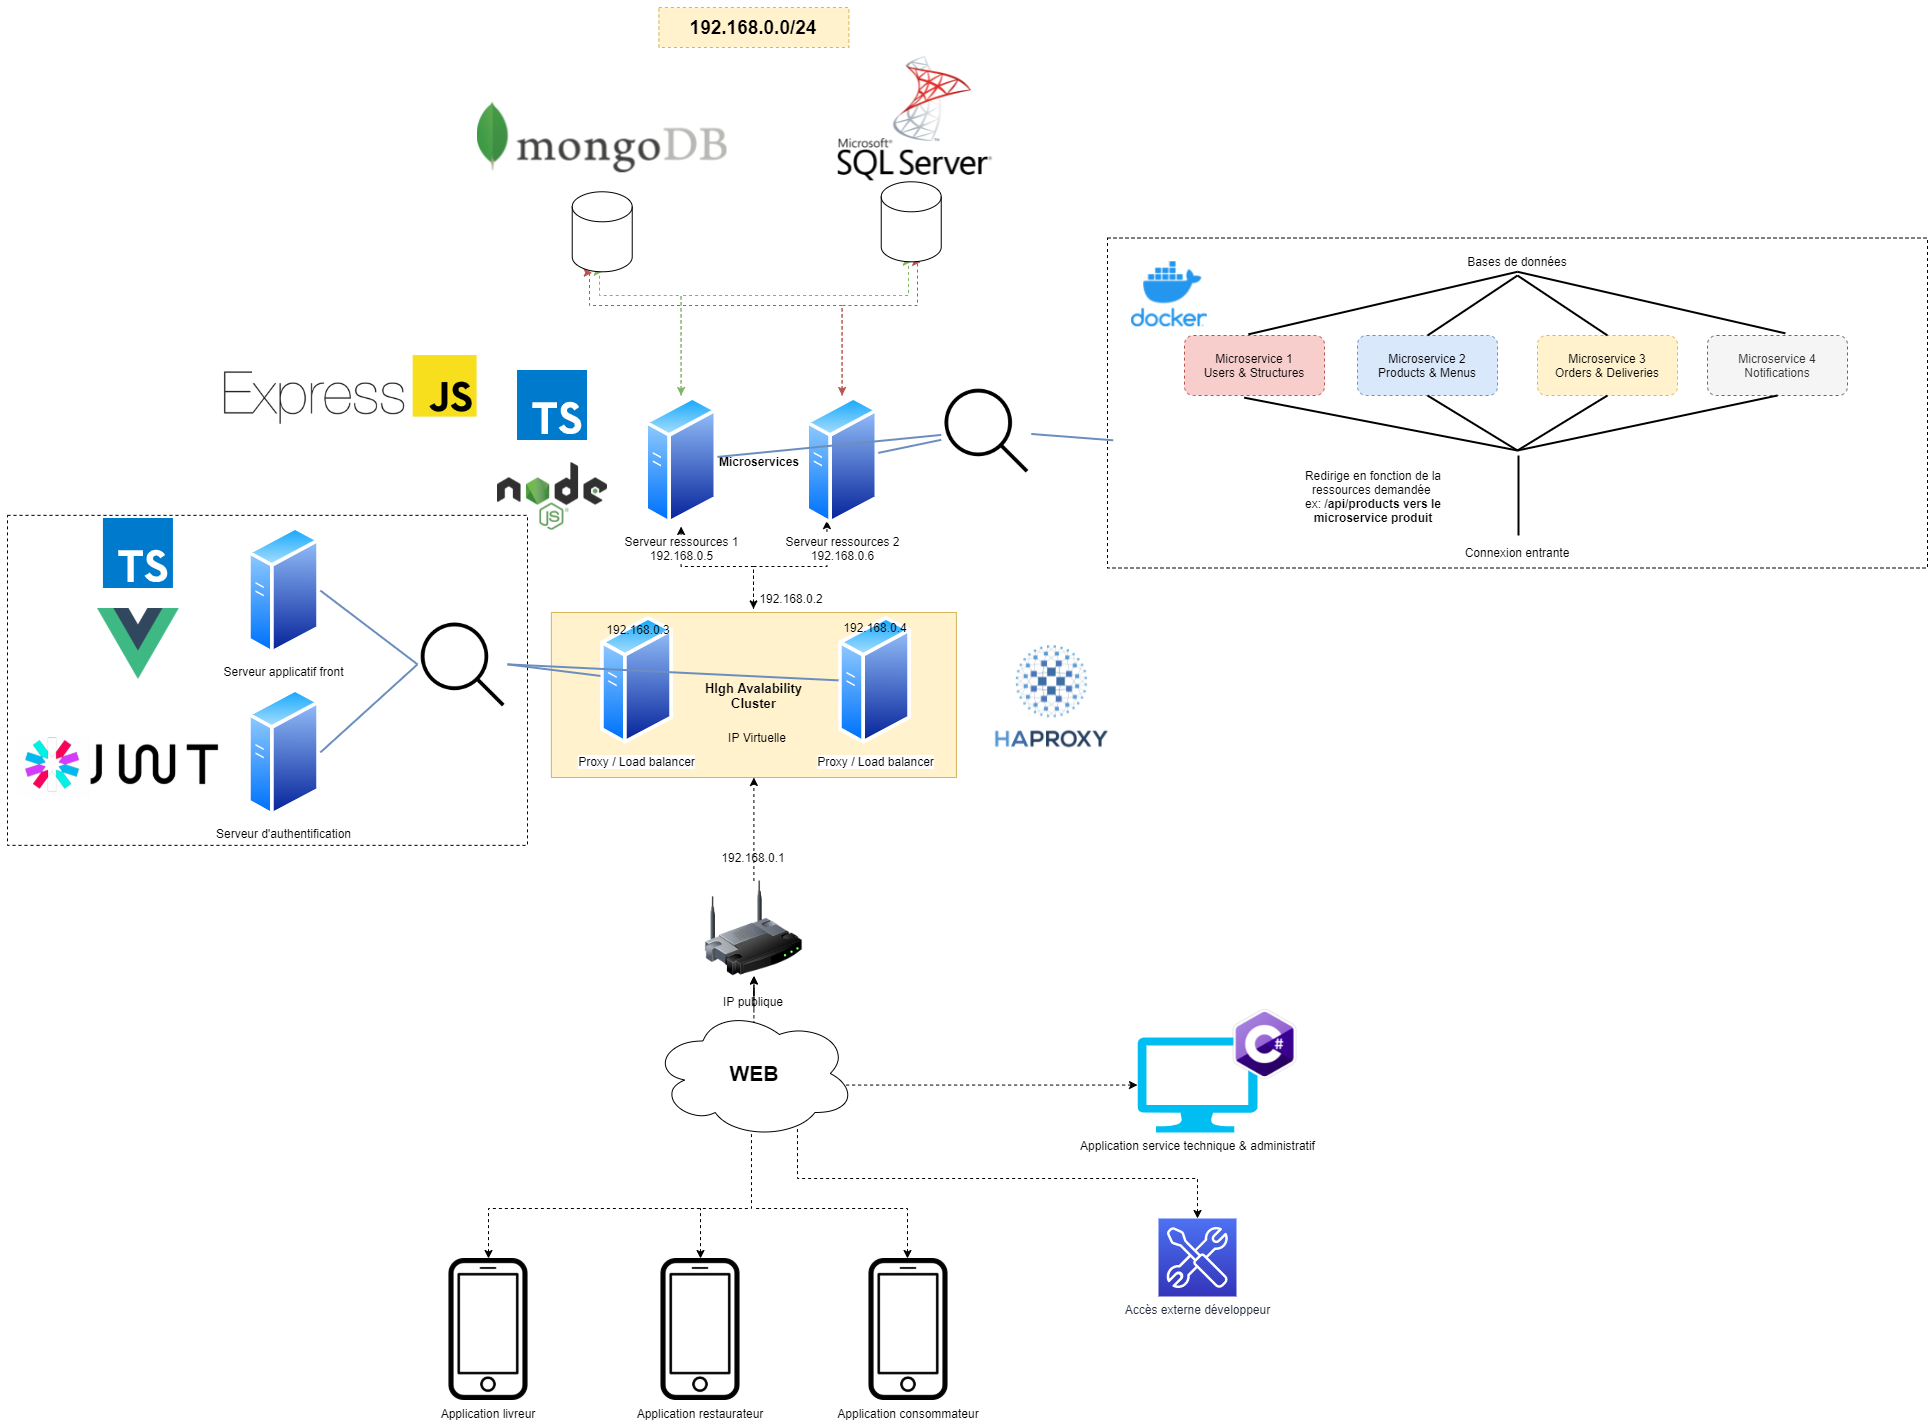 192.168.0.0/24
mongoDB
Microsoft®
SQL Server®
Bases de données
docker
Microservice 1
Users & Structures
Microservice 2
Products & Menus
Microservice 3
Orders & Deliveries
Microservice 4
Notifications
Redirige en fonction de la
ressources demandée
ex: /api/products vers le
microservice produit
Connexion entrante
Express
JS
TS
node
JS
Microservices
Serveur ressources 1
192.168.0.5
Serveur ressources 2
192.168.0.6
192.168.0.2
TS
Serveur applicatif front
JWT
Serveur d'authentification
192.168.0.3
192.168.0.4
HIgh Avalability
Cluster
IP Virtuelle
Proxy / Load balancer
Proxy / Load balancer
HAPROXY
192.168.0.1
IP publique
WEB
C#
Application service technique & administratif
Accès externe développeur
Application livreur
Application restaurateur
Application consommateur